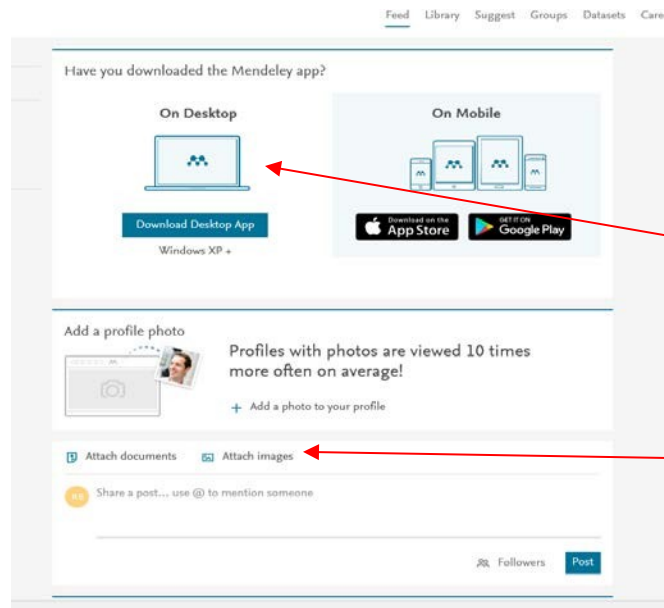 Feed Library Suggest Groups Datasets Care
Have you downloaded the Mendeley app?
On Desktop
On Mobile
Download Desktop App
Windows XP +
Download on the
App Store
GET IT ON
Google Play
Add a profile photo
Profiles with photos are viewed 10 times
more often on average!
+ Add a photo to your profile
Attach documents
Attach images
Share a post... use @ to mention someone
Followers
Post